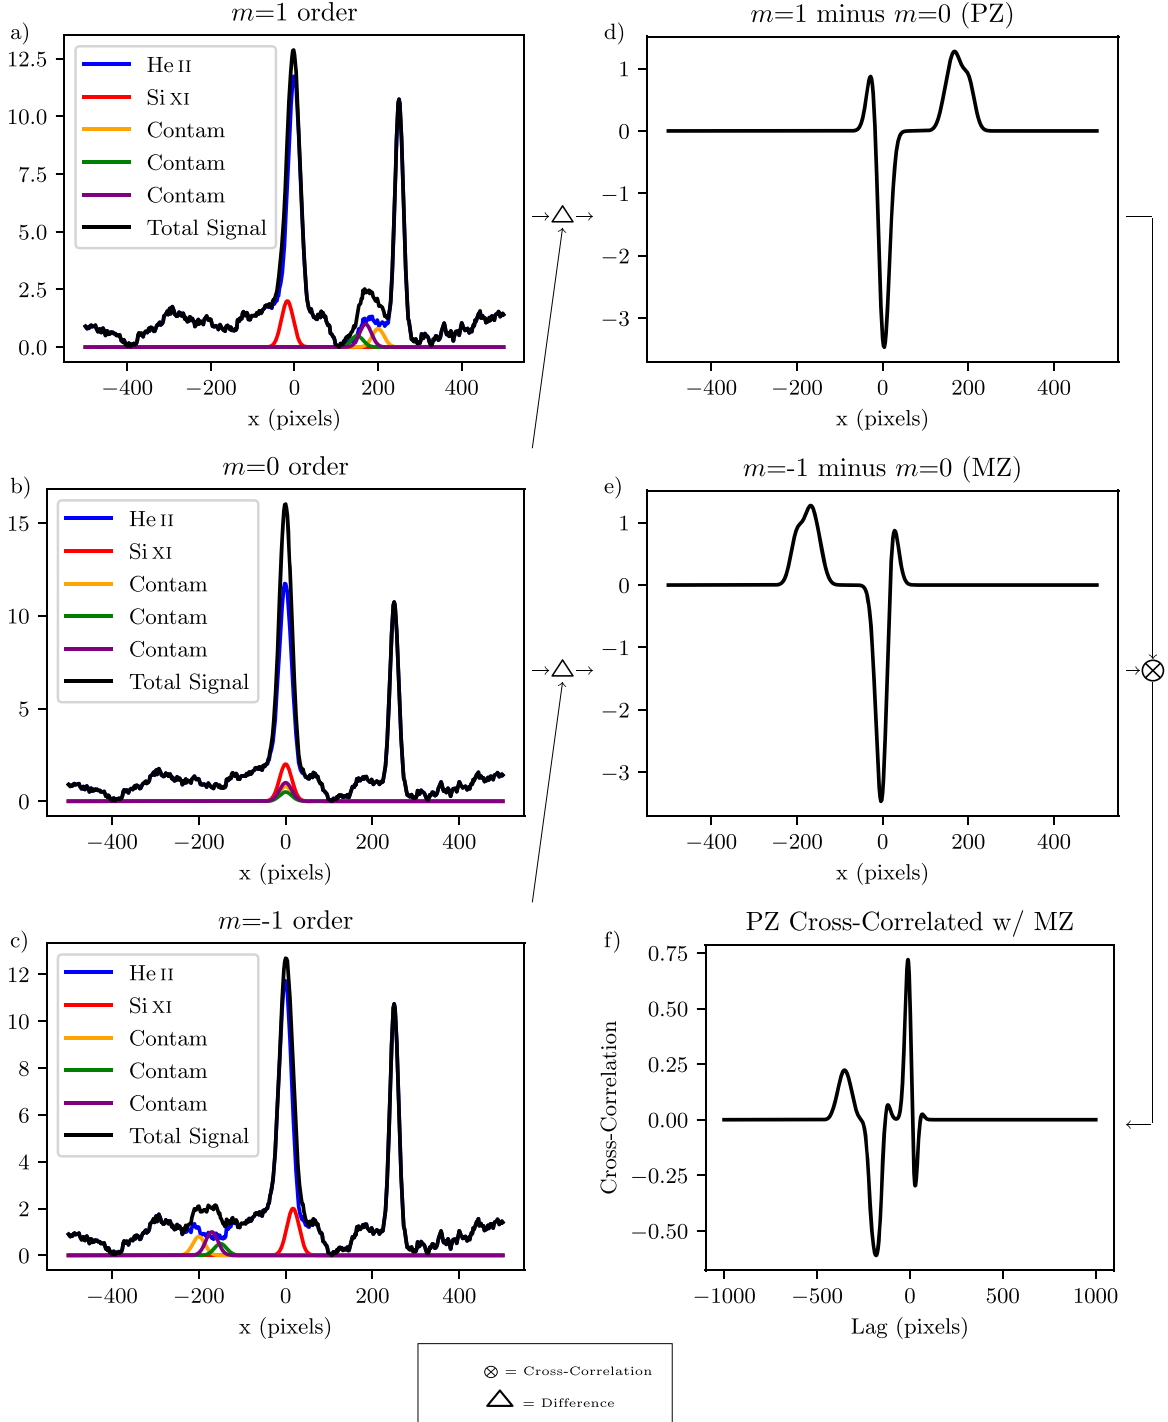 a)
m=1 order
12.5
10.0
7.5
5.0
2.5
0.0
He II
Si XI
Contam
Contam
Contam
Total Signal
−400 −200 0 200 400
x (pixels)
d)
m=1 minus m=0 (PZ)
1
0
−1
−2
−3
−400 −200 0 200 400
x (pixels)
b)
m=0 order
15
10
5
0
He II
Si XI
Contam
Contam
Contam
Total Signal
−400 −200 0 200 400
x (pixels)
e)
m=-1 minus m=0 (MZ)
1
0
−1
−2
−3
−400 −200 0 200 400
x (pixels)
c)
m=-1 order
12
10
8
6
4
2
0
He II
Si XI
Contam
Contam
Contam
Total Signal
−400 −200 0 200 400
x (pixels)
f)
PZ Cross-Correlated w/ MZ
Cross-Correlation
0.75
0.50
0.25
0.00
−0.25
−0.50
−1000 −500 0 500 1000
Lag (pixels)
⊗ = Cross-Correlation
△ = Difference